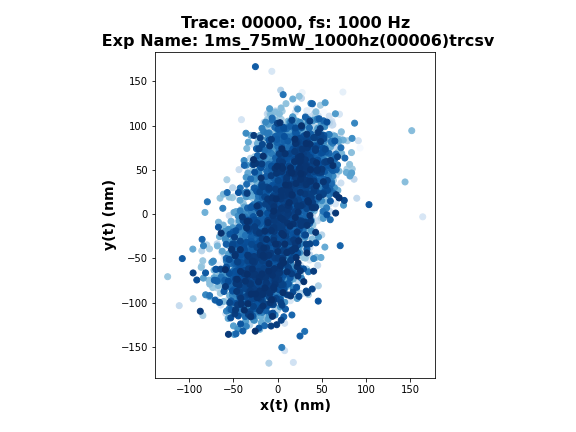 Trace: 00000, fs: 1000 Hz
Exp Name: 1ms_75mW_1000hz(00006)trcsv
150
100
50
0
−50
−100
−150
y(t) (nm)
−100 −50 0 50 100 150
x(t) (nm)